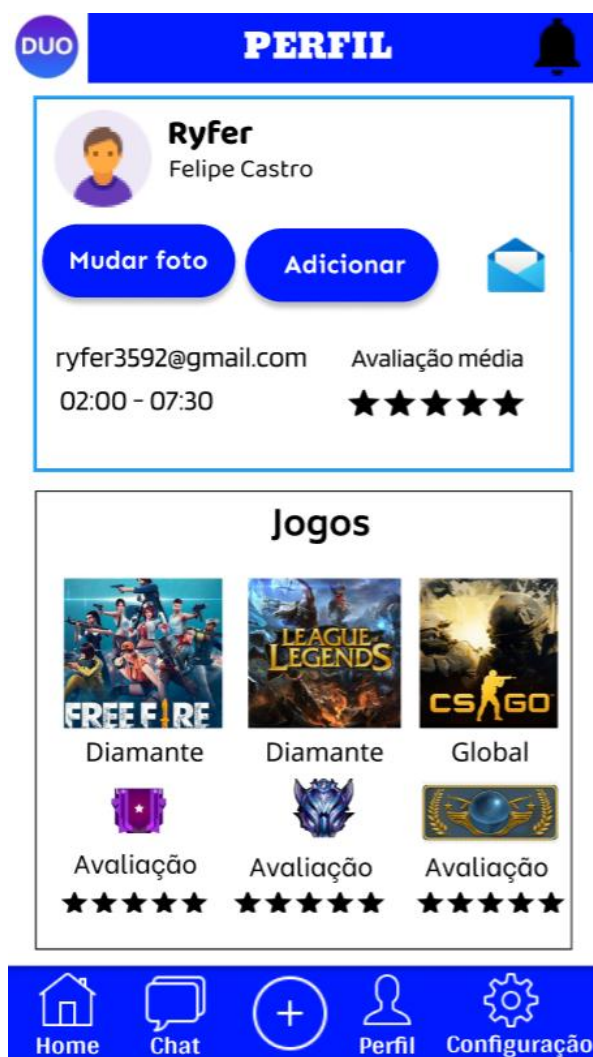 DUO
PERFIL
Ryfer
Felipe Castro
Mudar foto
Adicionar
ryfer3592@gmail.com
Avaliação média
02:00 - 07:30
Jogos
FREE FIRE
LEAGUE
LEGENDS
CS GO
Diamante
Diamante
Global
Avaliação
Avaliação
Avaliação
Home
Chat
Perfil
Configuração